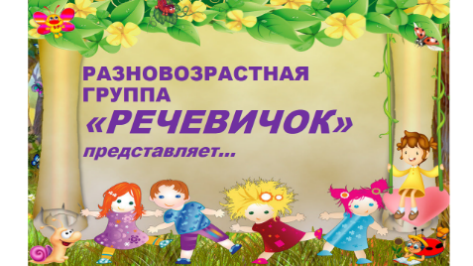 РАЗНОВОЗРАСТНАЯ
ГРУППА
«РЕЧЕВИЧОК»
представляет...